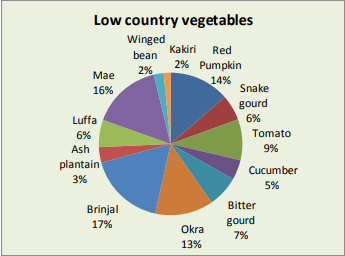 Low country vegetables
Winged
bean
2%
Kakiri
2%
Red
Pumpkin
14%
Snake
gourd
6%
Tomato
9%
Cucumber
5%
Bitter
gourd
7%
Okra
13%
Brinjal
17%
Ash
plantain
3%
Luffa
6%
Mae
16%